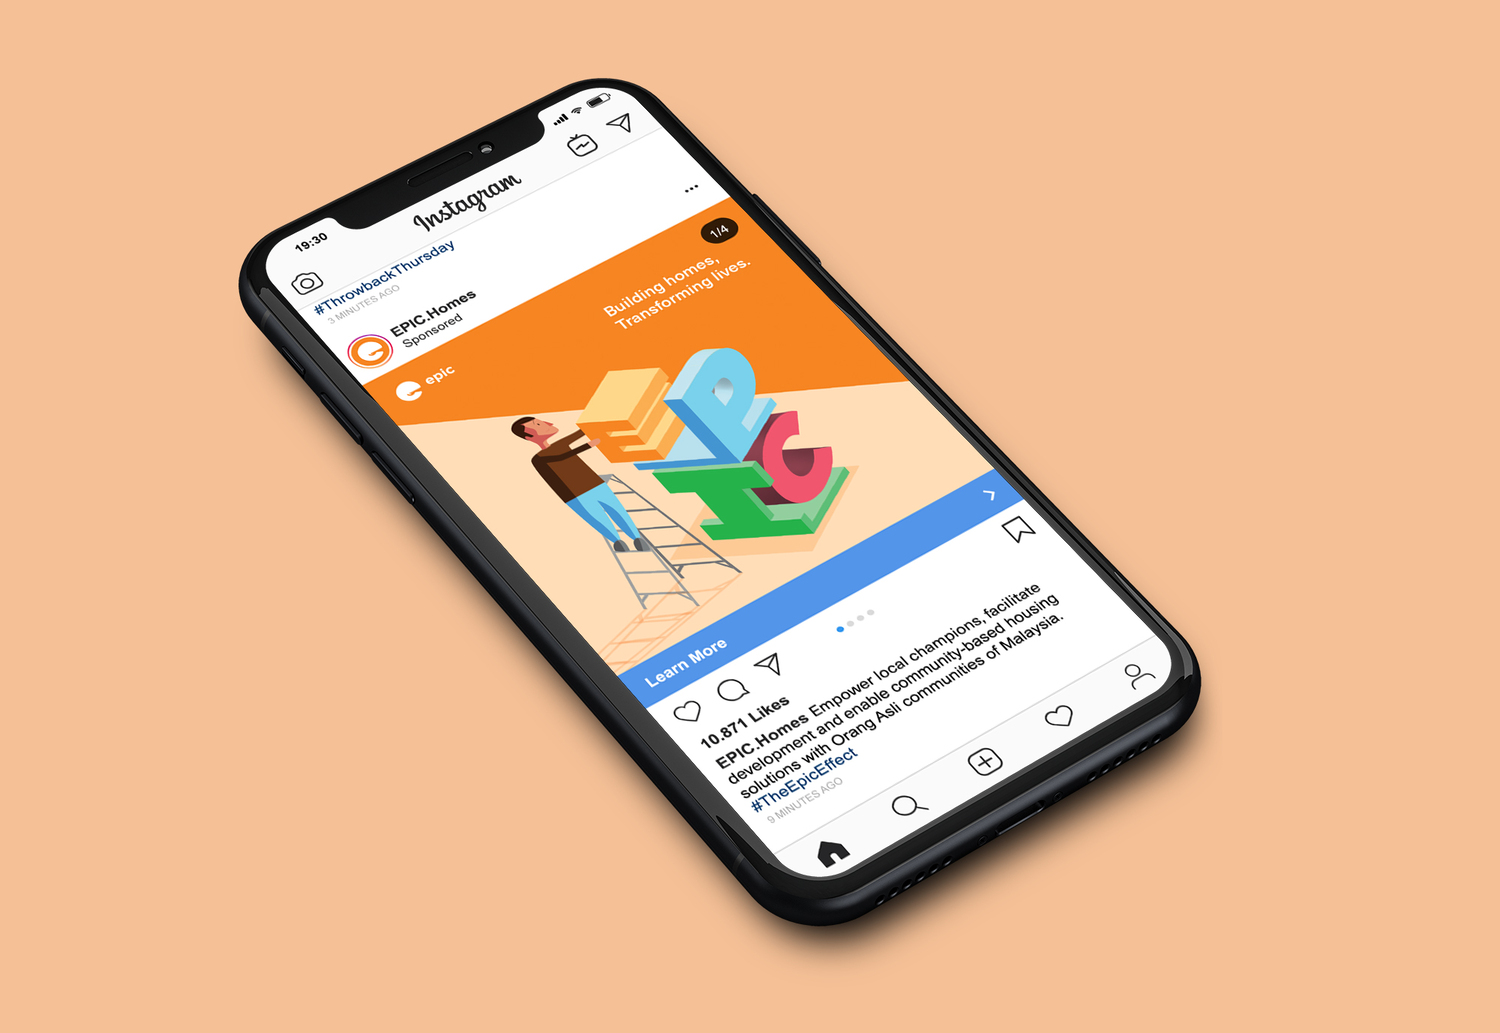 19:30
Instagram
#ThrowbackThursday
3 MINUTES AGO
EPIC.Homes
Sponsored
1/4
Building homes,
Transforming lives.
epic
E P
I C
Learn More
10.871 Likes
EPIC.Homes Empower local champions, facilitate
development and enable community-based housing
solutions with Orang Asli communities of Malaysia.
#TheEpicEffect
9 MINUTES AGO